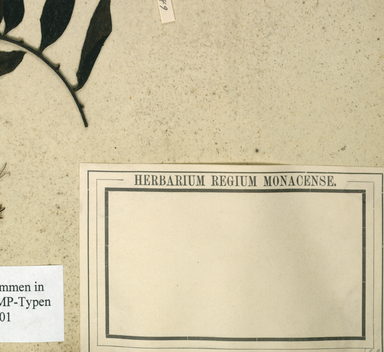 HERBARIUM REGIUM MONACENSE.
mmen in
MP-Typen
01